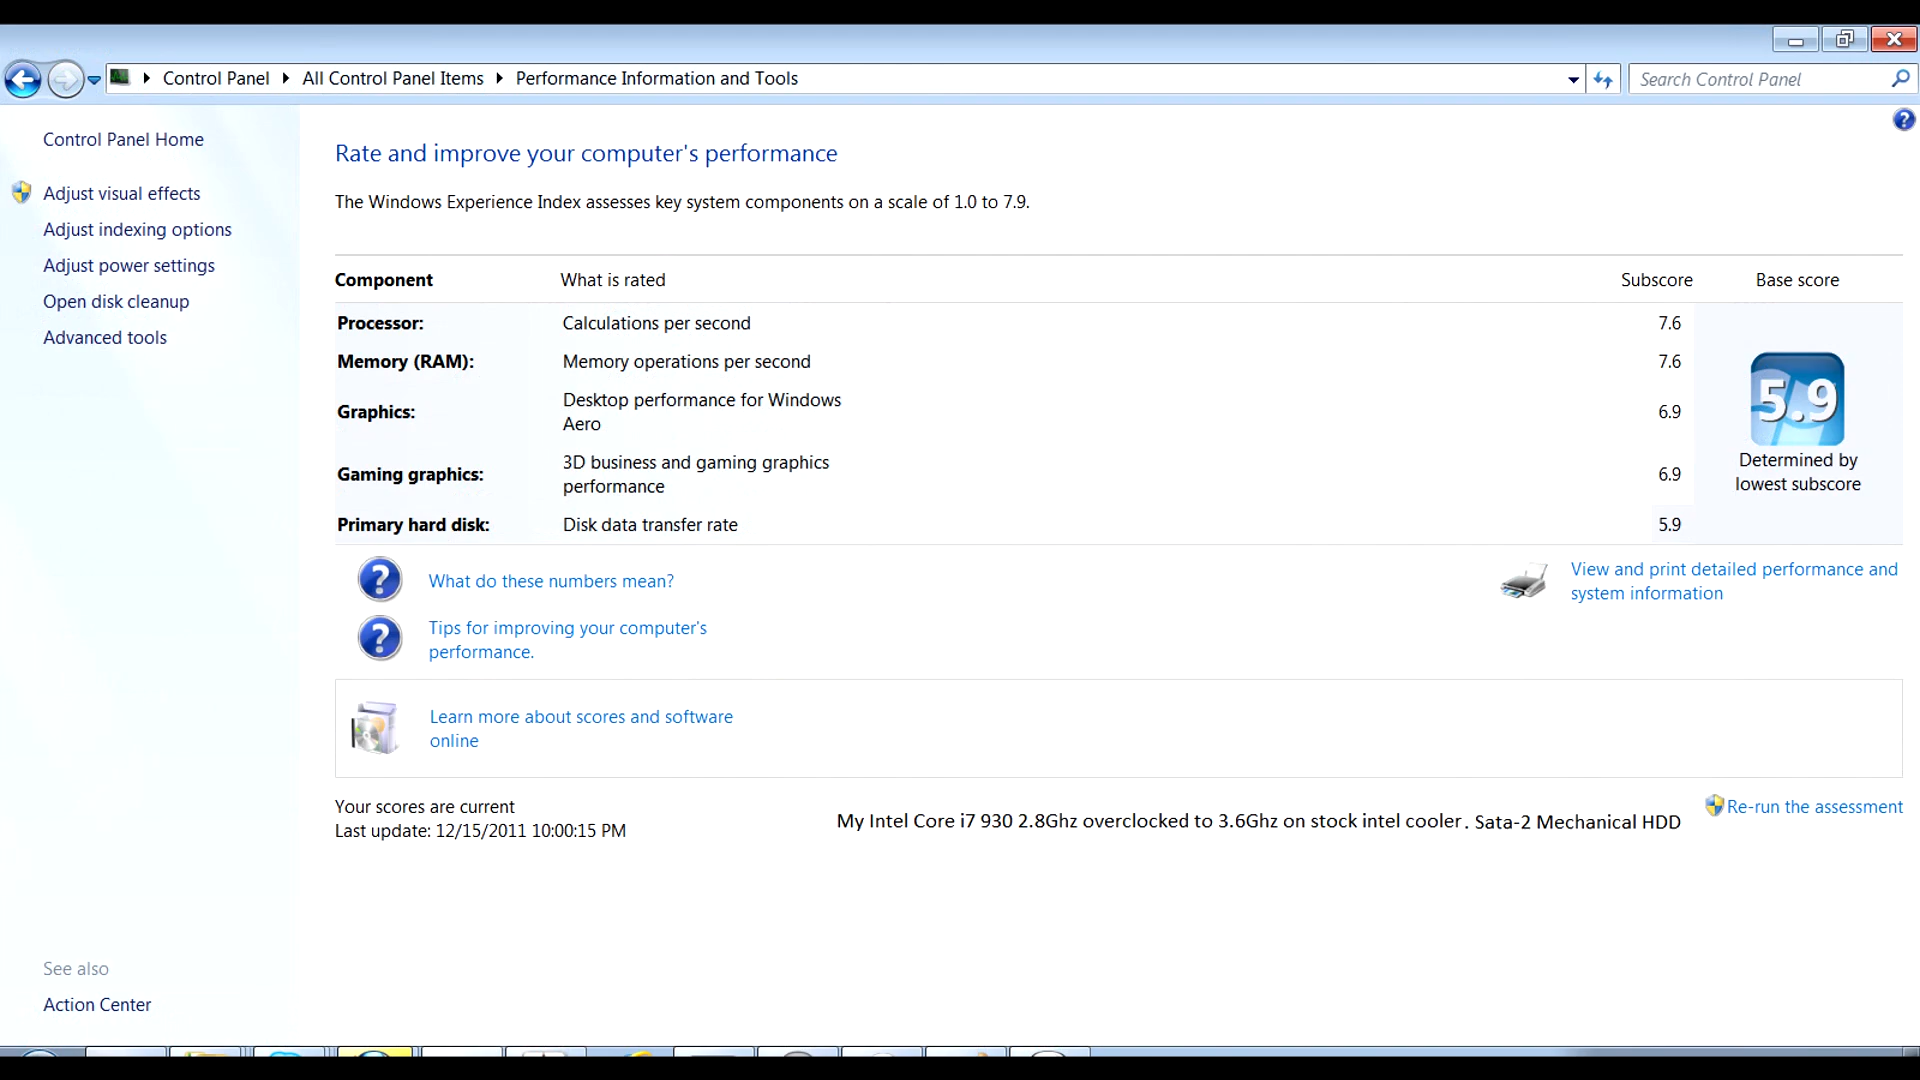 Control Panel
All Control Panel Items
Performance Information and Tools
Search Control Panel
Control Panel Home
Adjust visual effects
Adjust indexing options
Adjust power settings
Open disk cleanup
Advanced tools
See also
Action Center
Rate and improve your computer's performance
The Windows Experience Index assesses key system components on a scale of 1.0 to 7.9.
Component What is rated Subscore Base score
Processor: Calculations per second 7.6
Memory (RAM): Memory operations per second 7.6
Graphics: Desktop performance for Windows
Aero 6.9
Gaming graphics: 3D business and gaming graphics
performance 6.9
Primary hard disk: Disk data transfer rate 5.9
5.9
Determined by
lowest subscore
What do these numbers mean?
Tips for improving your computer's
performance.
View and print detailed performance and
system information
Learn more about scores and software
online
Your scores are current
Last update: 12/15/2011 10:00:15 PM
My Intel Core i7 930 2.8Ghz overclocked to 3.6Ghz on stock intel cooler. Sata-2 Mechanical HDD
Re-run the assessment